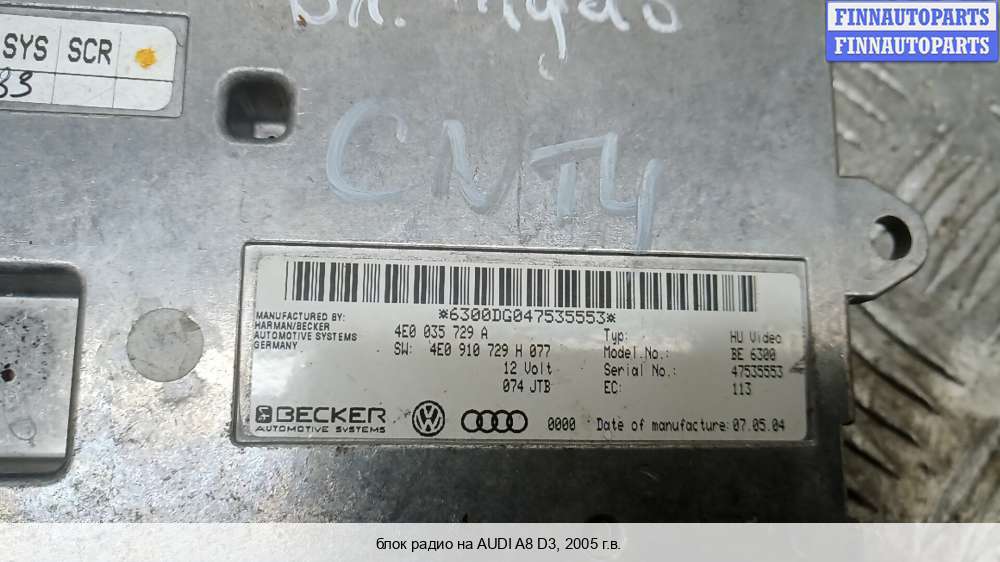 Бл.
FINNAUTOPARTS
FINNAUTOPARTS
SYS SCR
83
CNT4
*6300DG047535553*
MANUFACTURED BY:
HARMAN/BECKER
AUTOMOTIVE SYSTEMS
GERMANY
4E0 035 729 A
SW: 4E0 910 729 H 077
12 Volt
074 JTB
Typ: HU Video
Model.No.: BE 6300
Serial No.: 47535553
EC: 113
BECKER
AUTOMOTIVE SYSTEMS
0000 Date of manufacture: 07.05.04
блок радио на AUDI A8 D3, 2005 г.в.